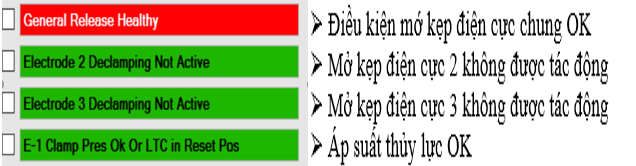 General Release Healthy ➢ Điều kiện mở kẹp điện cực chung OK
Electrode 2 Declamping Not Active ➢ Mở kẹp điện cực 2 không được tác động
Electrode 3 Declamping Not Active ➢ Mở kẹp điện cực 3 không được tác động
E-1 Clamp Pres Ok Or LTC in Reset Pos ➢ Áp suất thủy lực OK